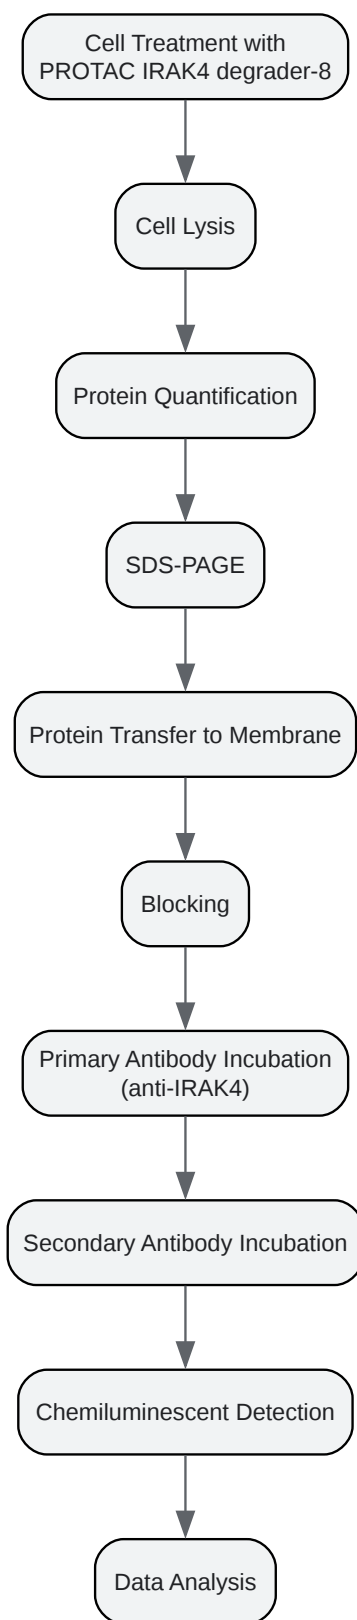 Cell Treatment with
PROTAC IRAK4 degrader-8
Cell Lysis
Protein Quantification
SDS-PAGE
Protein Transfer to Membrane
Blocking
Primary Antibody Incubation
(anti-IRAK4)
Secondary Antibody Incubation
Chemiluminescent Detection
Data Analysis